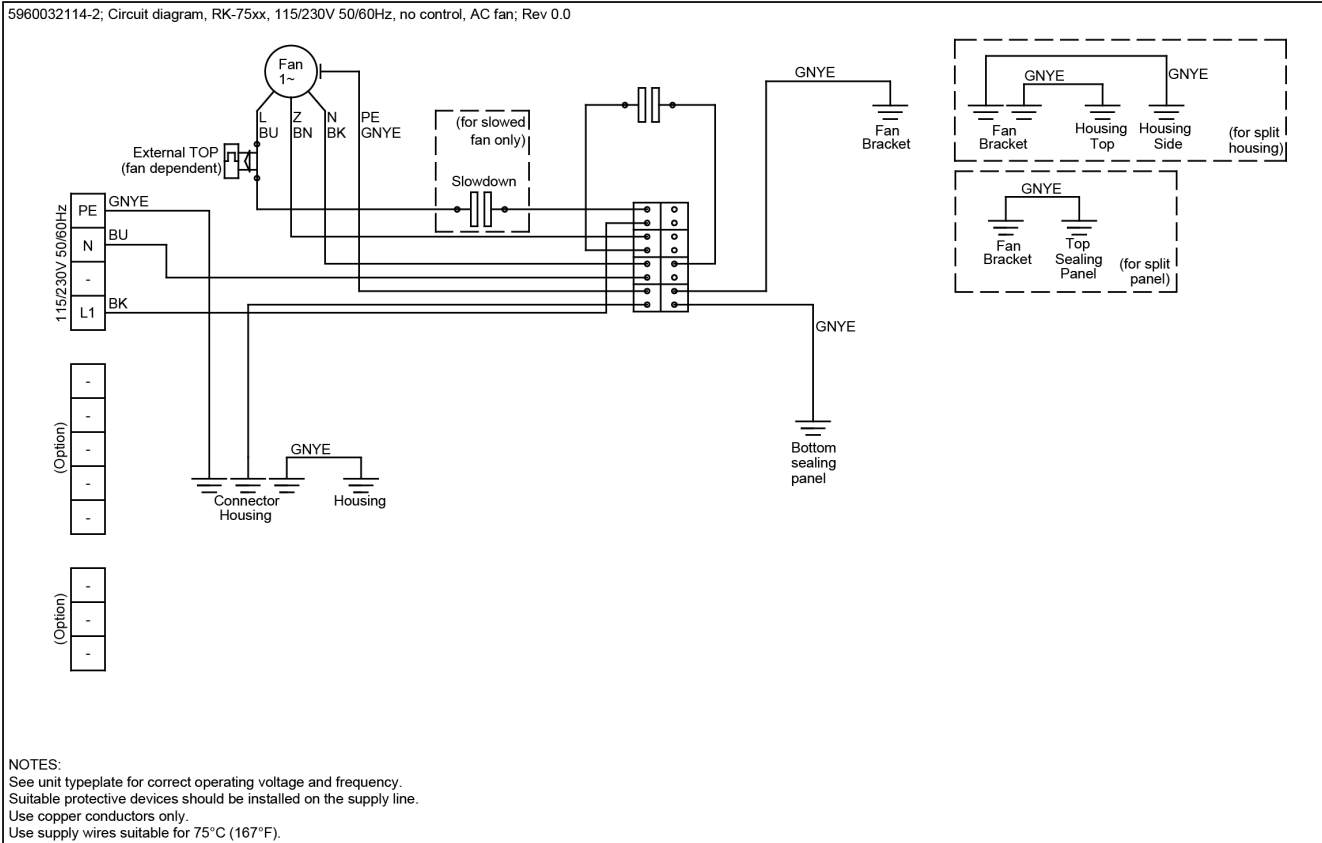 5960032114-2; Circuit diagram, RK-75xx, 115/230V 50/60Hz, no control, AC fan; Rev 0.0
Fan
1~
L
BU
Z
BN
N
BK
PE
GNYE
External TOP
(fan dependent)
(for slowed
fan only)
Slowdown
GNYE
Fan
Bracket
GNYE
GNYE
Fan
Bracket
Housing
Top
Housing
Side
(for split
housing)
GNYE
Fan
Bracket
Top
Sealing
Panel
(for split
panel)
115/230V 50/60Hz
PE
GNYE
N
BU
-
L1
BK
GNYE
Bottom
sealing
panel
(Option)
-
-
-
-
-
GNYE
Connector
Housing
Housing
(Option)
-
-
-
NOTES:
See unit typeplate for correct operating voltage and frequency.
Suitable protective devices should be installed on the supply line.
Use copper conductors only.
Use supply wires suitable for 75°C (167°F).